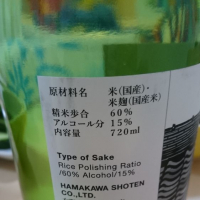 原材料名 米(国産)・
米麹(国産米)
精米歩合 60%
アルコール分 15%
内容量 720ml
Type of Sake
Rice Polishing Ratio
/60% Alcohol/15%
HAMAKAWA SHOTEN
CO.,LTD.